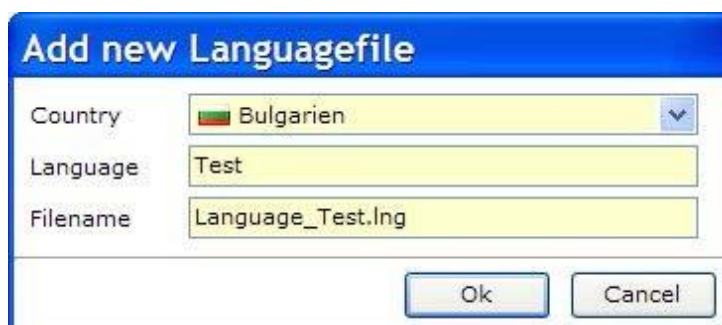 Add new Languagefile
Country Bulgarien
Language Test
Filename Language_Test.lng
Ok Cancel